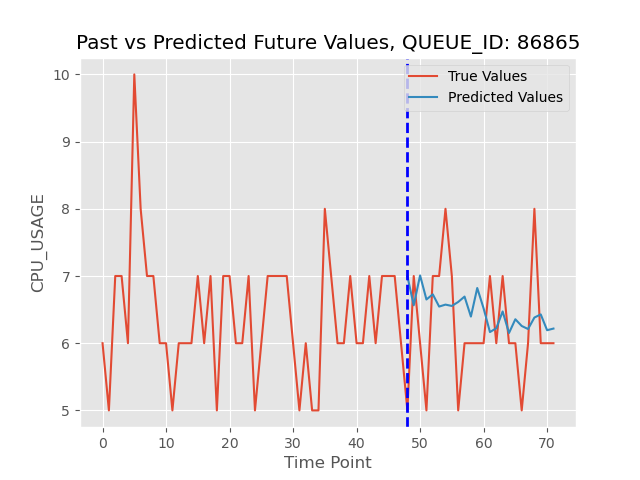 Past vs Predicted Future Values, QUEUE_ID: 86865
True Values
Predicted Values
CPU_USAGE
10
9
8
7
6
5
0 10 20 30 40 50 60 70
Time Point